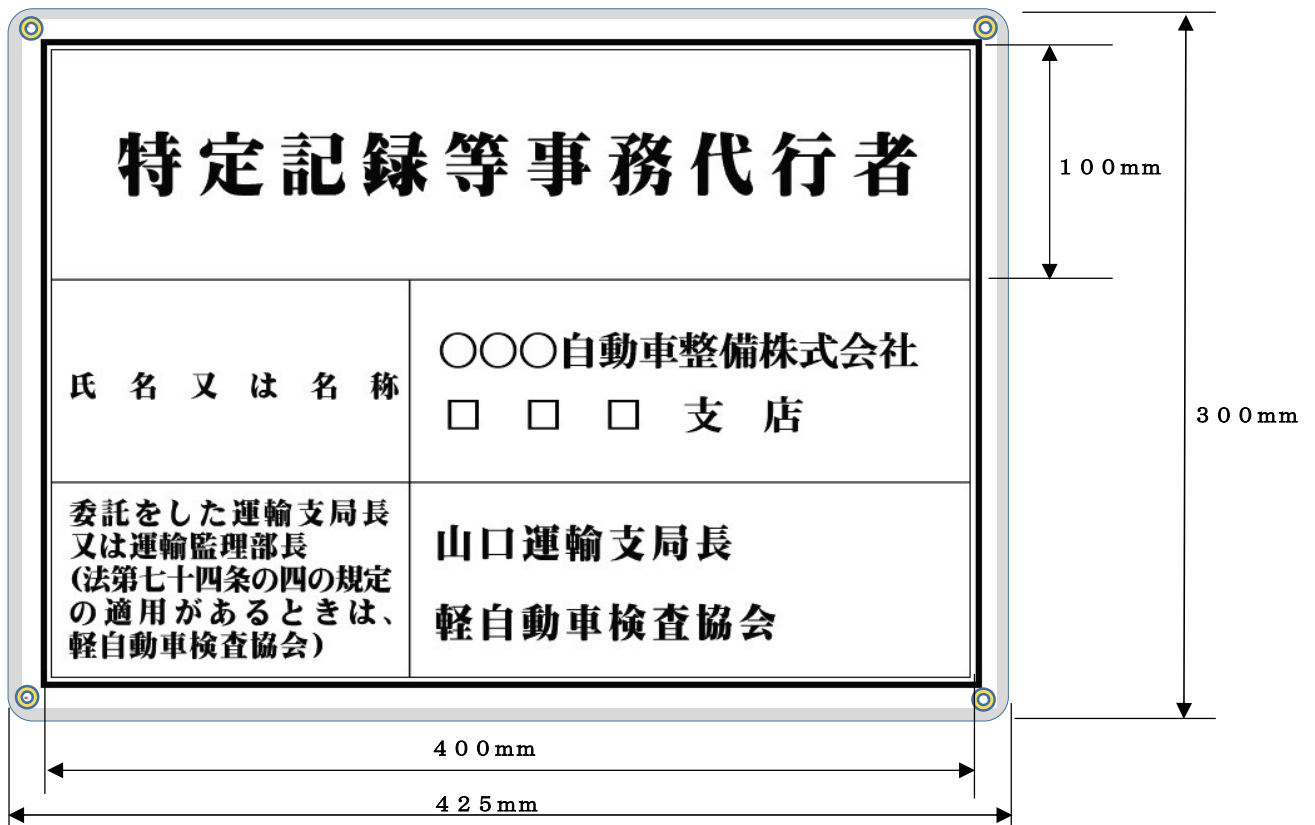 特定記録等事務代行者
100mm
氏名又は名称
〇〇〇自動車整備株式会社
□ □ □ 支 店
300mm
委託をした運輸支局長
又は運輸監理部長
(法第七十四条の四の規定
の適用があるときは、
軽自動車検査協会)
山口運輸支局長
軽自動車検査協会
400mm
425mm